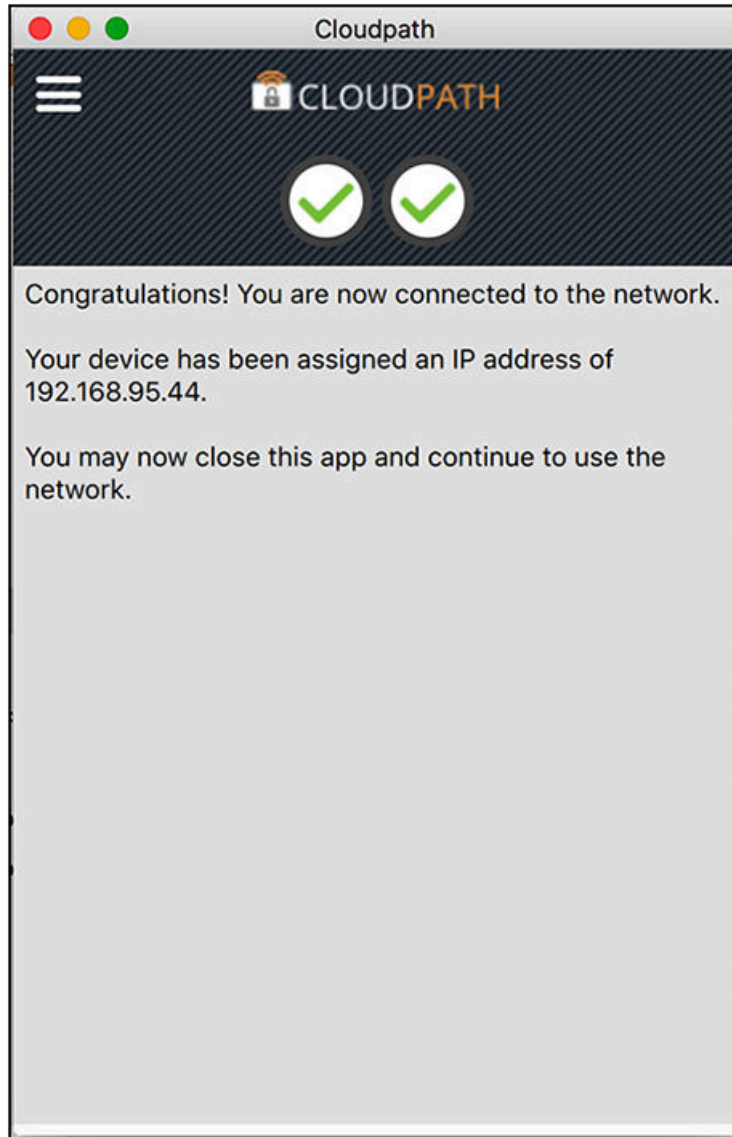 Cloudpath
CLOUDPATH
Congratulations! You are now connected to the network.
Your device has been assigned an IP address of
192.168.95.44.
You may now close this app and continue to use the
network.